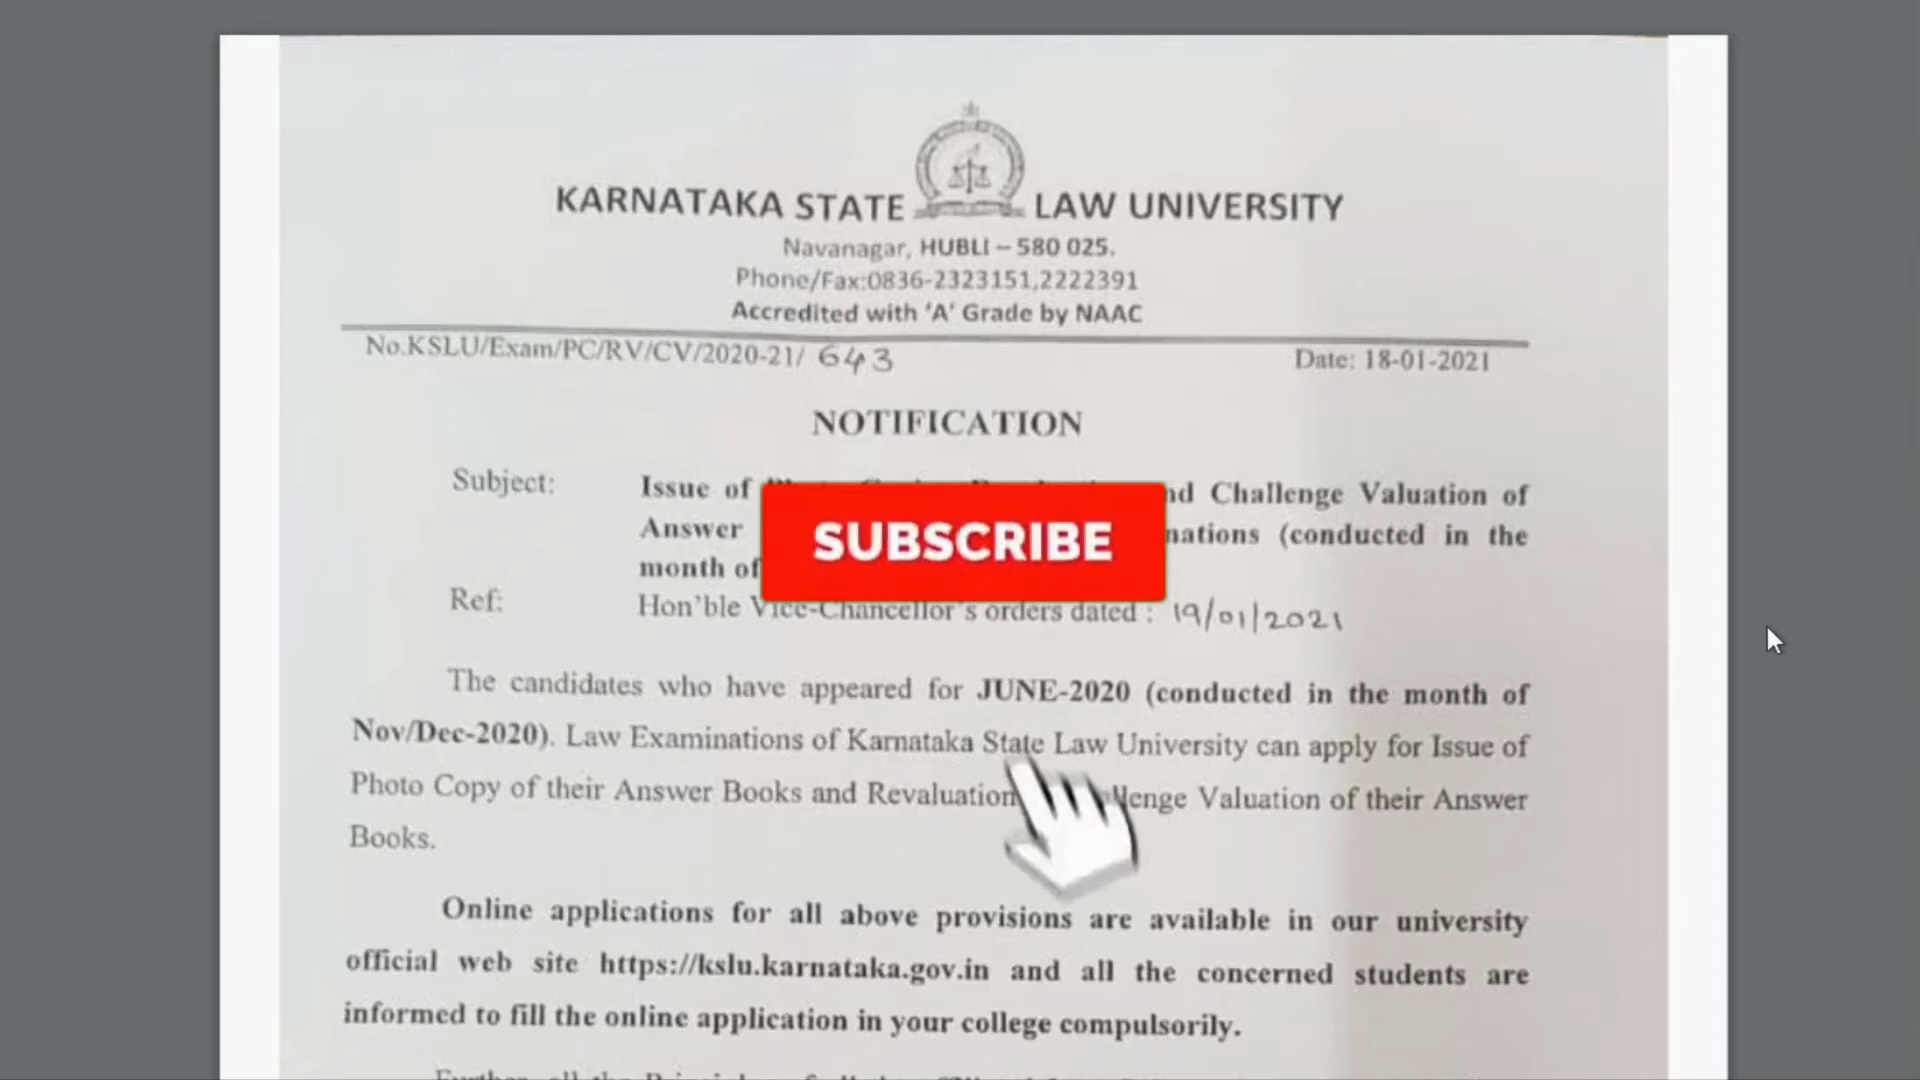 KARNATAKA STATE LAW UNIVERSITY
Navanagar, HUBLI – 580 025.
Phone/Fax:0836-2323151,2222391
Accredited with 'A' Grade by NAAC
No.KSLU/Exam/PC/RV/CV/2020-21/ 643 Date: 18-01-2021
NOTIFICATION
Subject: Issue of Challenge Valuation of
Answer (conducted in the
month of
SUBSCRIBE
Ref: Hon'ble Vice-Chancellor's orders dated : 19/01/2021
The candidates who have appeared for JUNE-2020 (conducted in the month of
Nov/Dec-2020). Law Examinations of Karnataka State Law University can apply for Issue of
Photo Copy of their Answer Books and Revaluation Valuation of their Answer
Books.
Online applications for all above provisions are available in our university
official web site https://kslu.karnataka.gov.in and all the concerned students are
informed to fill the online application in your college compulsorily.